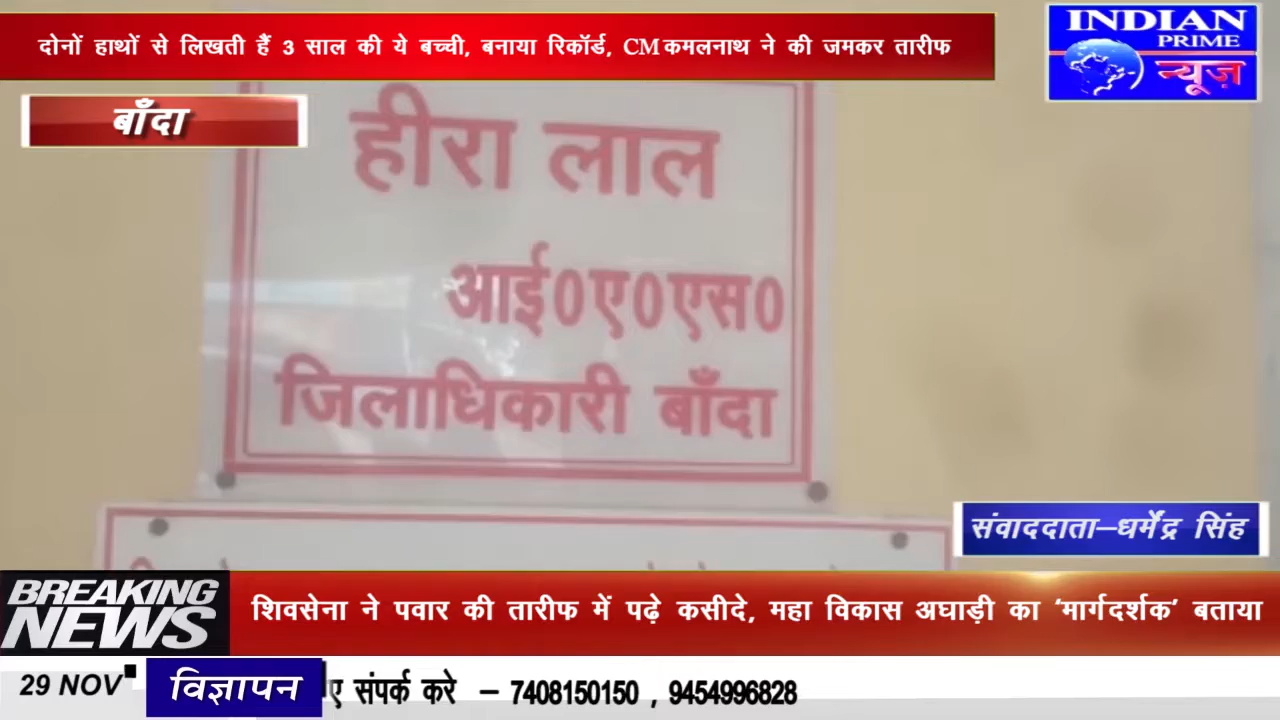 दोनों हाथों से लिखती हैं 3 साल की ये बच्ची, बनाया रिकॉर्ड, CM कमलनाथ ने की जमकर तारीफ
INDIAN
PRIME
न्यूज़
बाँदा
हीरा लाल
आई०ए०एस०
जिलाधिकारी बाँदा
संवाददाता–धर्मेंद्र सिंह
BREAKING
NEWS
शिवसेना ने पवार की तारीफ में पढ़े कसीदे, महा विकास अघाड़ी का ‘मार्गदर्शक’ बताया
29 NOV
विज्ञापन
ए संपर्क करे – 7408150150 , 9454996828